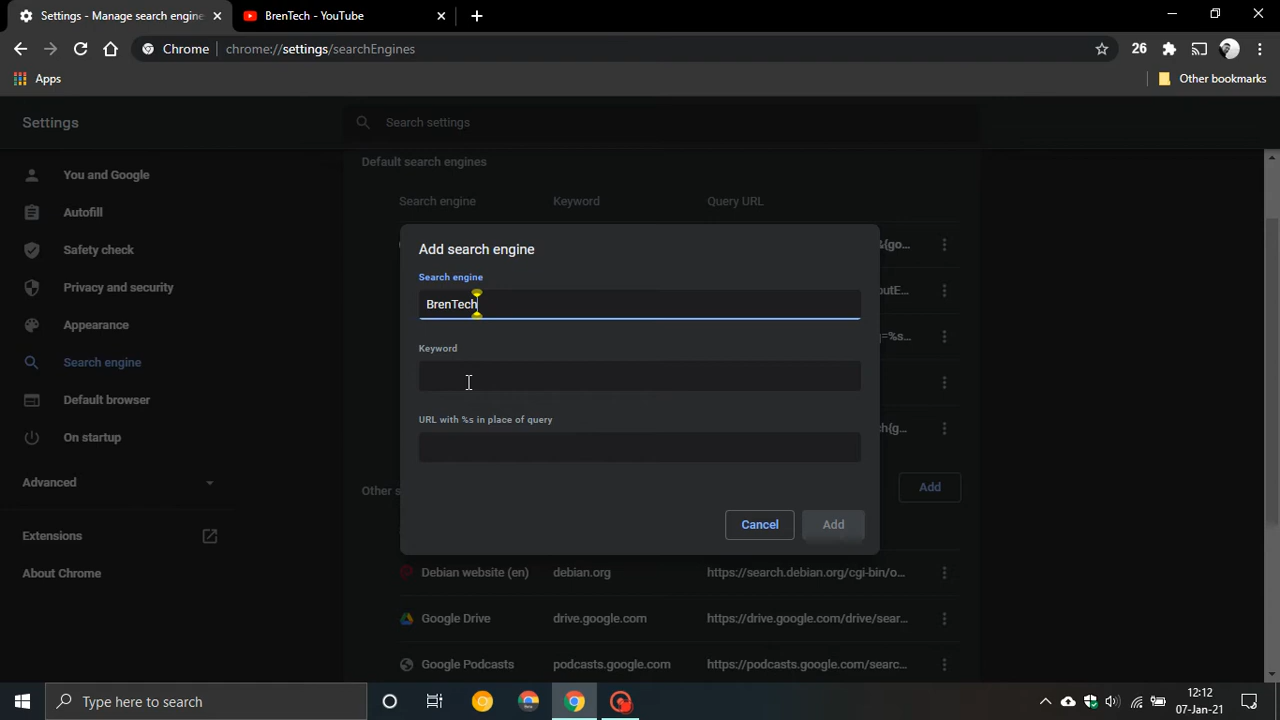 Settings - Manage search engine
BrenTech - YouTube
Chrome
chrome://settings/searchEngines
26
Apps
Other bookmarks
Settings
Search settings
You and Google
Autofill
Safety check
Privacy and security
Appearance
Search engine
Default browser
On startup
Advanced
Extensions
About Chrome
Default search engines
Search engine Keyword Query URL
&{go...
Add search engine
Search engine
BrenTech
Keyword
URL with %s in place of query
Cancel Add
=%s...
Other s
Add
Debian website (en) debian.org https://search.debian.org/cgi-bin/o...
Google Drive drive.google.com https://drive.google.com/drive/sear...
Google Podcasts podcasts.google.com https://podcasts.google.com/searc...
Type here to search
12:12
07-Jan-21